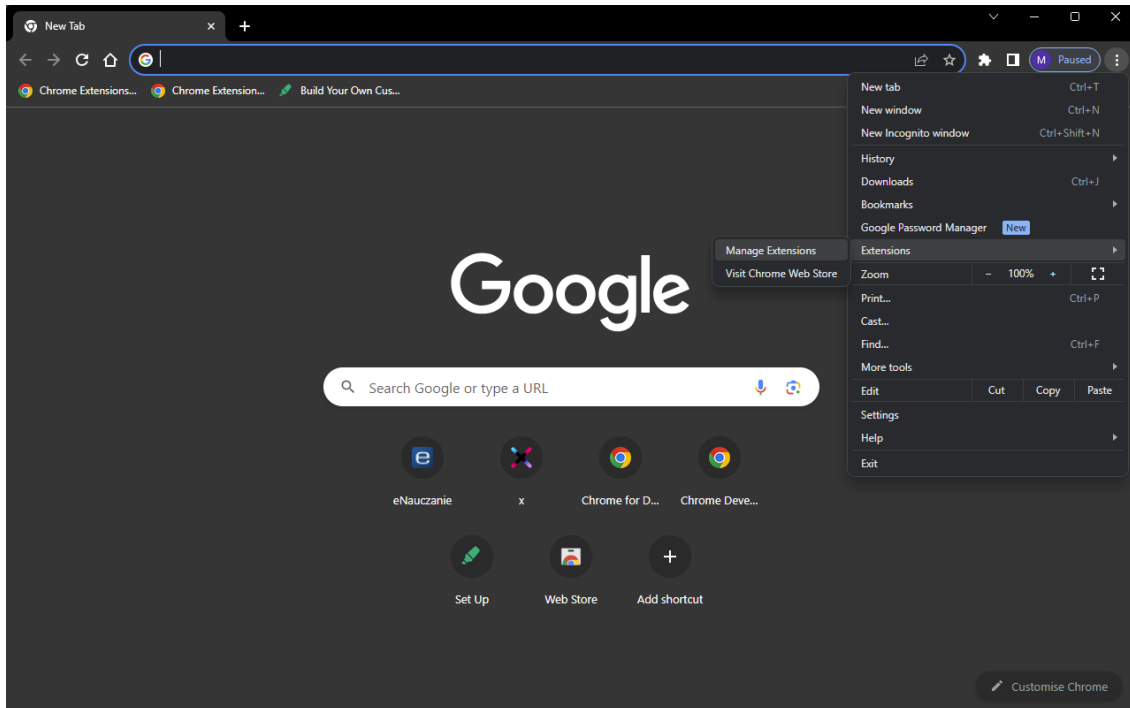 New Tab
M Paused
Chrome Extensions... Chrome Extension... Build Your Own Cus...
New tab Ctrl+T
New window Ctrl+N
New Incognito window Ctrl+Shift+N
History
Downloads Ctrl+J
Bookmarks
Google Password Manager New
Extensions
Manage Extensions
Visit Chrome Web Store
Zoom - 100% +
Print... Ctrl+P
Cast...
Find... Ctrl+F
More tools
Edit Cut Copy Paste
Settings
Help
Exit
Google
Search Google or type a URL
eNauczanie x Chrome for D... Chrome Deve...
Set Up Web Store Add shortcut
Customise Chrome